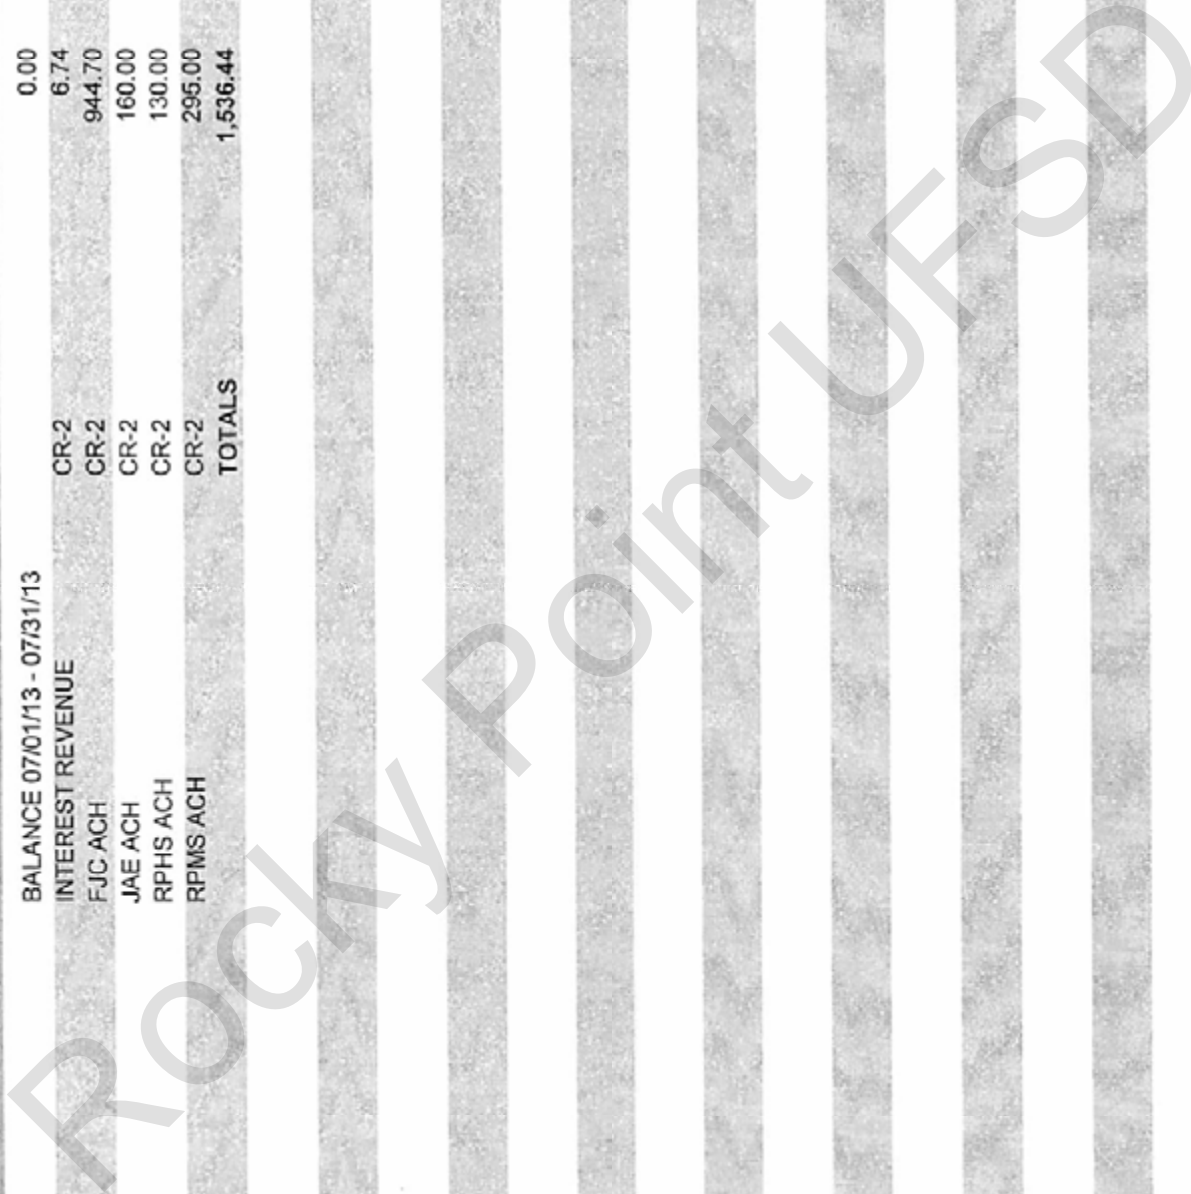 BALANCE 07/01/13 - 07/31/13 0.00
INTEREST REVENUE CR-2 6.74
FJC ACH CR-2 944.70
JAE ACH CR-2 160.00
RPHS ACH CR-2 130.00
RPMS ACH CR-2 295.00
TOTALS 1,536.44
Rocky Point UFSD